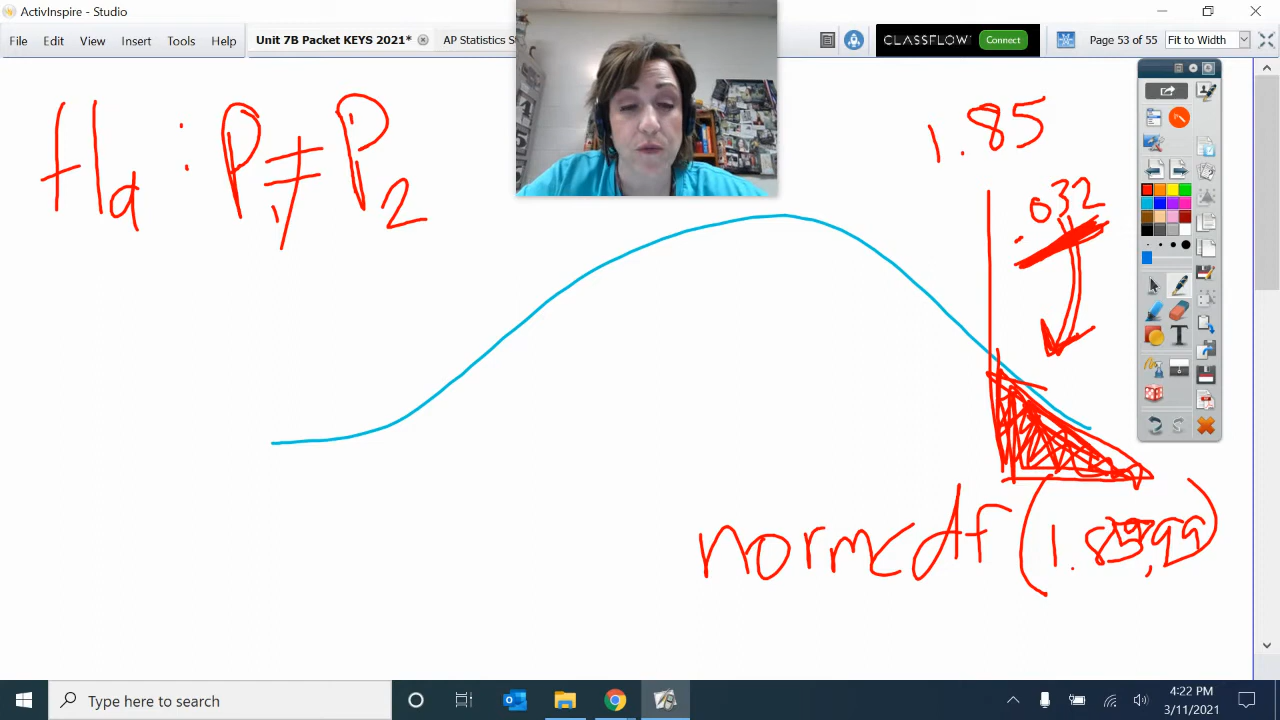 ActivInspire - Studio
File Edit View Insert Tools Help Unit 7B Packet KEYS 2021* AP Statistics S CLASSFLOW Connect Page 53 of 55 Fit to Width
Ha : P1 ≠ P2
1.85
.032
normcdf (1.85,99)
Type here to search
4:22 PM
3/11/2021